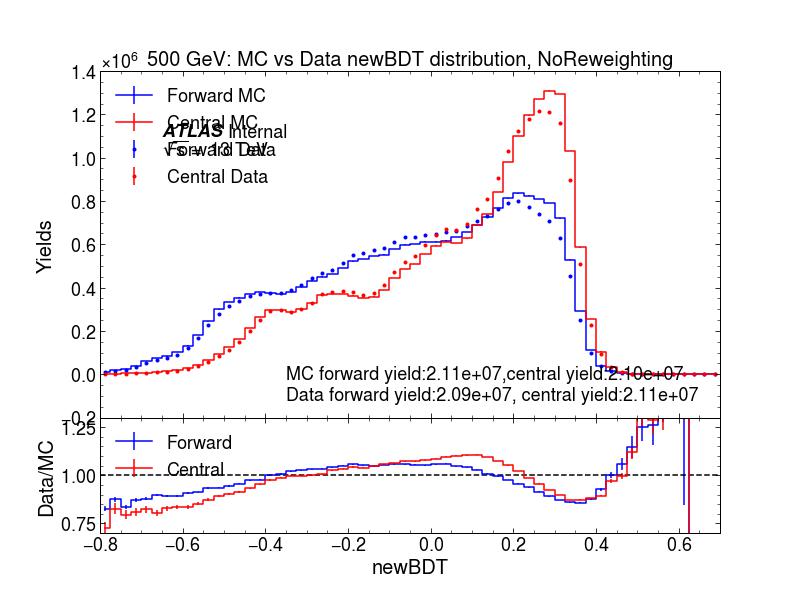 ×10⁶ 500 GeV: MC vs Data newBDT distribution, NoReweighting
1.4
1.2
1.0
0.8
0.6
0.4
0.2
0.0
0.2
Yields
Forward MC
Central MC
ATLAS Internal
Forward Data
√s = 13 TeV
Central Data
MC forward yield:2.11e+07,central yield:2.10e+07
Data forward yield:2.09e+07, central yield:2.11e+07
1.25
1.00
0.75
Data/MC
Forward
Central
−0.8 −0.6 −0.4 −0.2 0.0 0.2 0.4 0.6
newBDT